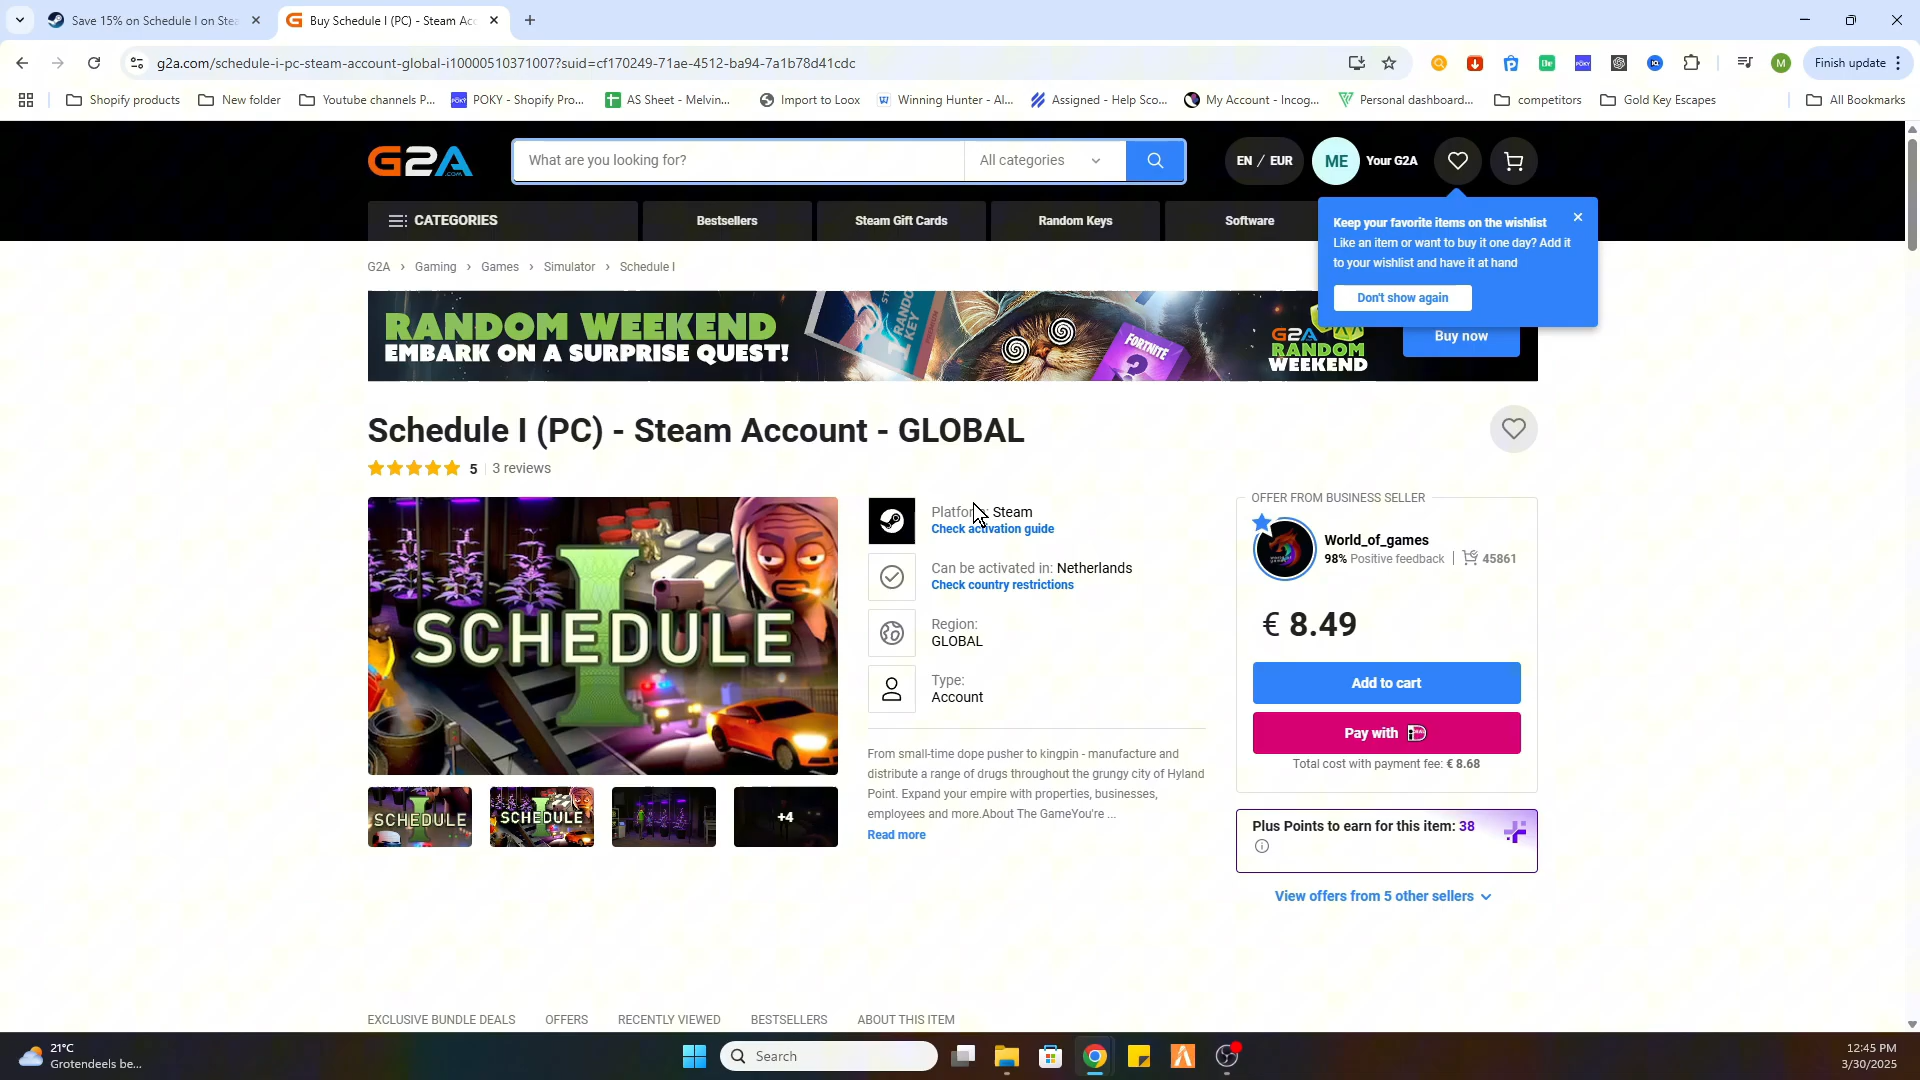 Save 15% on Schedule I on Stea
Buy Schedule I (PC) - Steam Acc
g2a.com/schedule-i-pc-steam-account-global-i10000510371007?suid=cf170249-71ae-4512-ba94-7a1b78d41cdc
M
Finish update
Shopify products
New folder
Youtube channels P...
POKY - Shopify Pro...
AS Sheet - Melvin...
Import to Loox
Winning Hunter - AI...
Assigned - Help Sco...
My Account - Incog...
Personal dashboard...
competitors
Gold Key Escapes
All Bookmarks
G2A.COM
What are you looking for?
All categories
EN / EUR
ME
Your G2A
CATEGORIES
Bestsellers
Steam Gift Cards
Random Keys
Software
Keep your favorite items on the wishlist
Like an item or want to buy it one day? Add it
to your wishlist and have it at hand
Don't show again
G2A > Gaming > Games > Simulator > Schedule I
RANDOM WEEKEND
EMBARK ON A SURPRISE QUEST!
FORTNITE
?
G2A
RANDOM
WEEKEND
Buy now
Schedule I (PC) - Steam Account - GLOBAL
5
3 reviews
SCHEDULE
I
Platform: Steam
Check activation guide
Can be activated in: Netherlands
Check country restrictions
Region:
GLOBAL
Type:
Account
From small-time dope pusher to kingpin - manufacture and
distribute a range of drugs throughout the grungy city of Hyland
Point. Expand your empire with properties, businesses,
employees and more.About The GameYou're ...
Read more
OFFER FROM BUSINESS SELLER
World_of_games
98% Positive feedback
45861
€ 8.49
Add to cart
Pay with
Total cost with payment fee: € 8.68
Plus Points to earn for this item: 38
View offers from 5 other sellers
SCHEDULE
SCHEDULE
+4
EXCLUSIVE BUNDLE DEALS
OFFERS
RECENTLY VIEWED
BESTSELLERS
ABOUT THIS ITEM
21°C
Grotendeels be...
Search
12:45 PM
3/30/2025